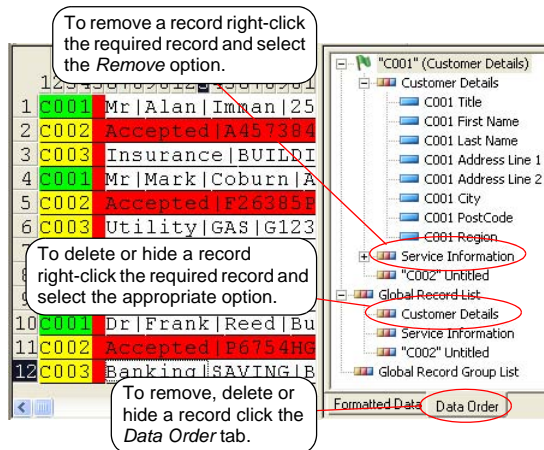 To remove a record right-click
the required record and select
the Remove option.
1 C001 Mr|Alan|Inman|25
2 C002 Accepted|A457384
3 C003 Insurance|BUILDI
4 C001 Mr|Mark|Coburn|A
5 C002 Accepted|F26385P
6 C003 Utility|GAS|G123
To delete or hide a record
right-click the required record and
select the appropriate option.
10 C001 Dr|Frank|Reed|Bu
11 C002 Accepted|P6754HG
12 C003 Banking|SAVING|B
To remove, delete or
hide a record click the
Data Order tab.
"C001" (Customer Details)
Customer Details
C001 Title
C001 First Name
C001 Last Name
C001 Address Line 1
C001 Address Line 2
C001 City
C001 PostCode
C001 Region
Service Information
"C002" Untitled
Global Record List
Customer Details
Service Information
"C002" Untitled
Global Record Group List
Formatted Data
Data Order